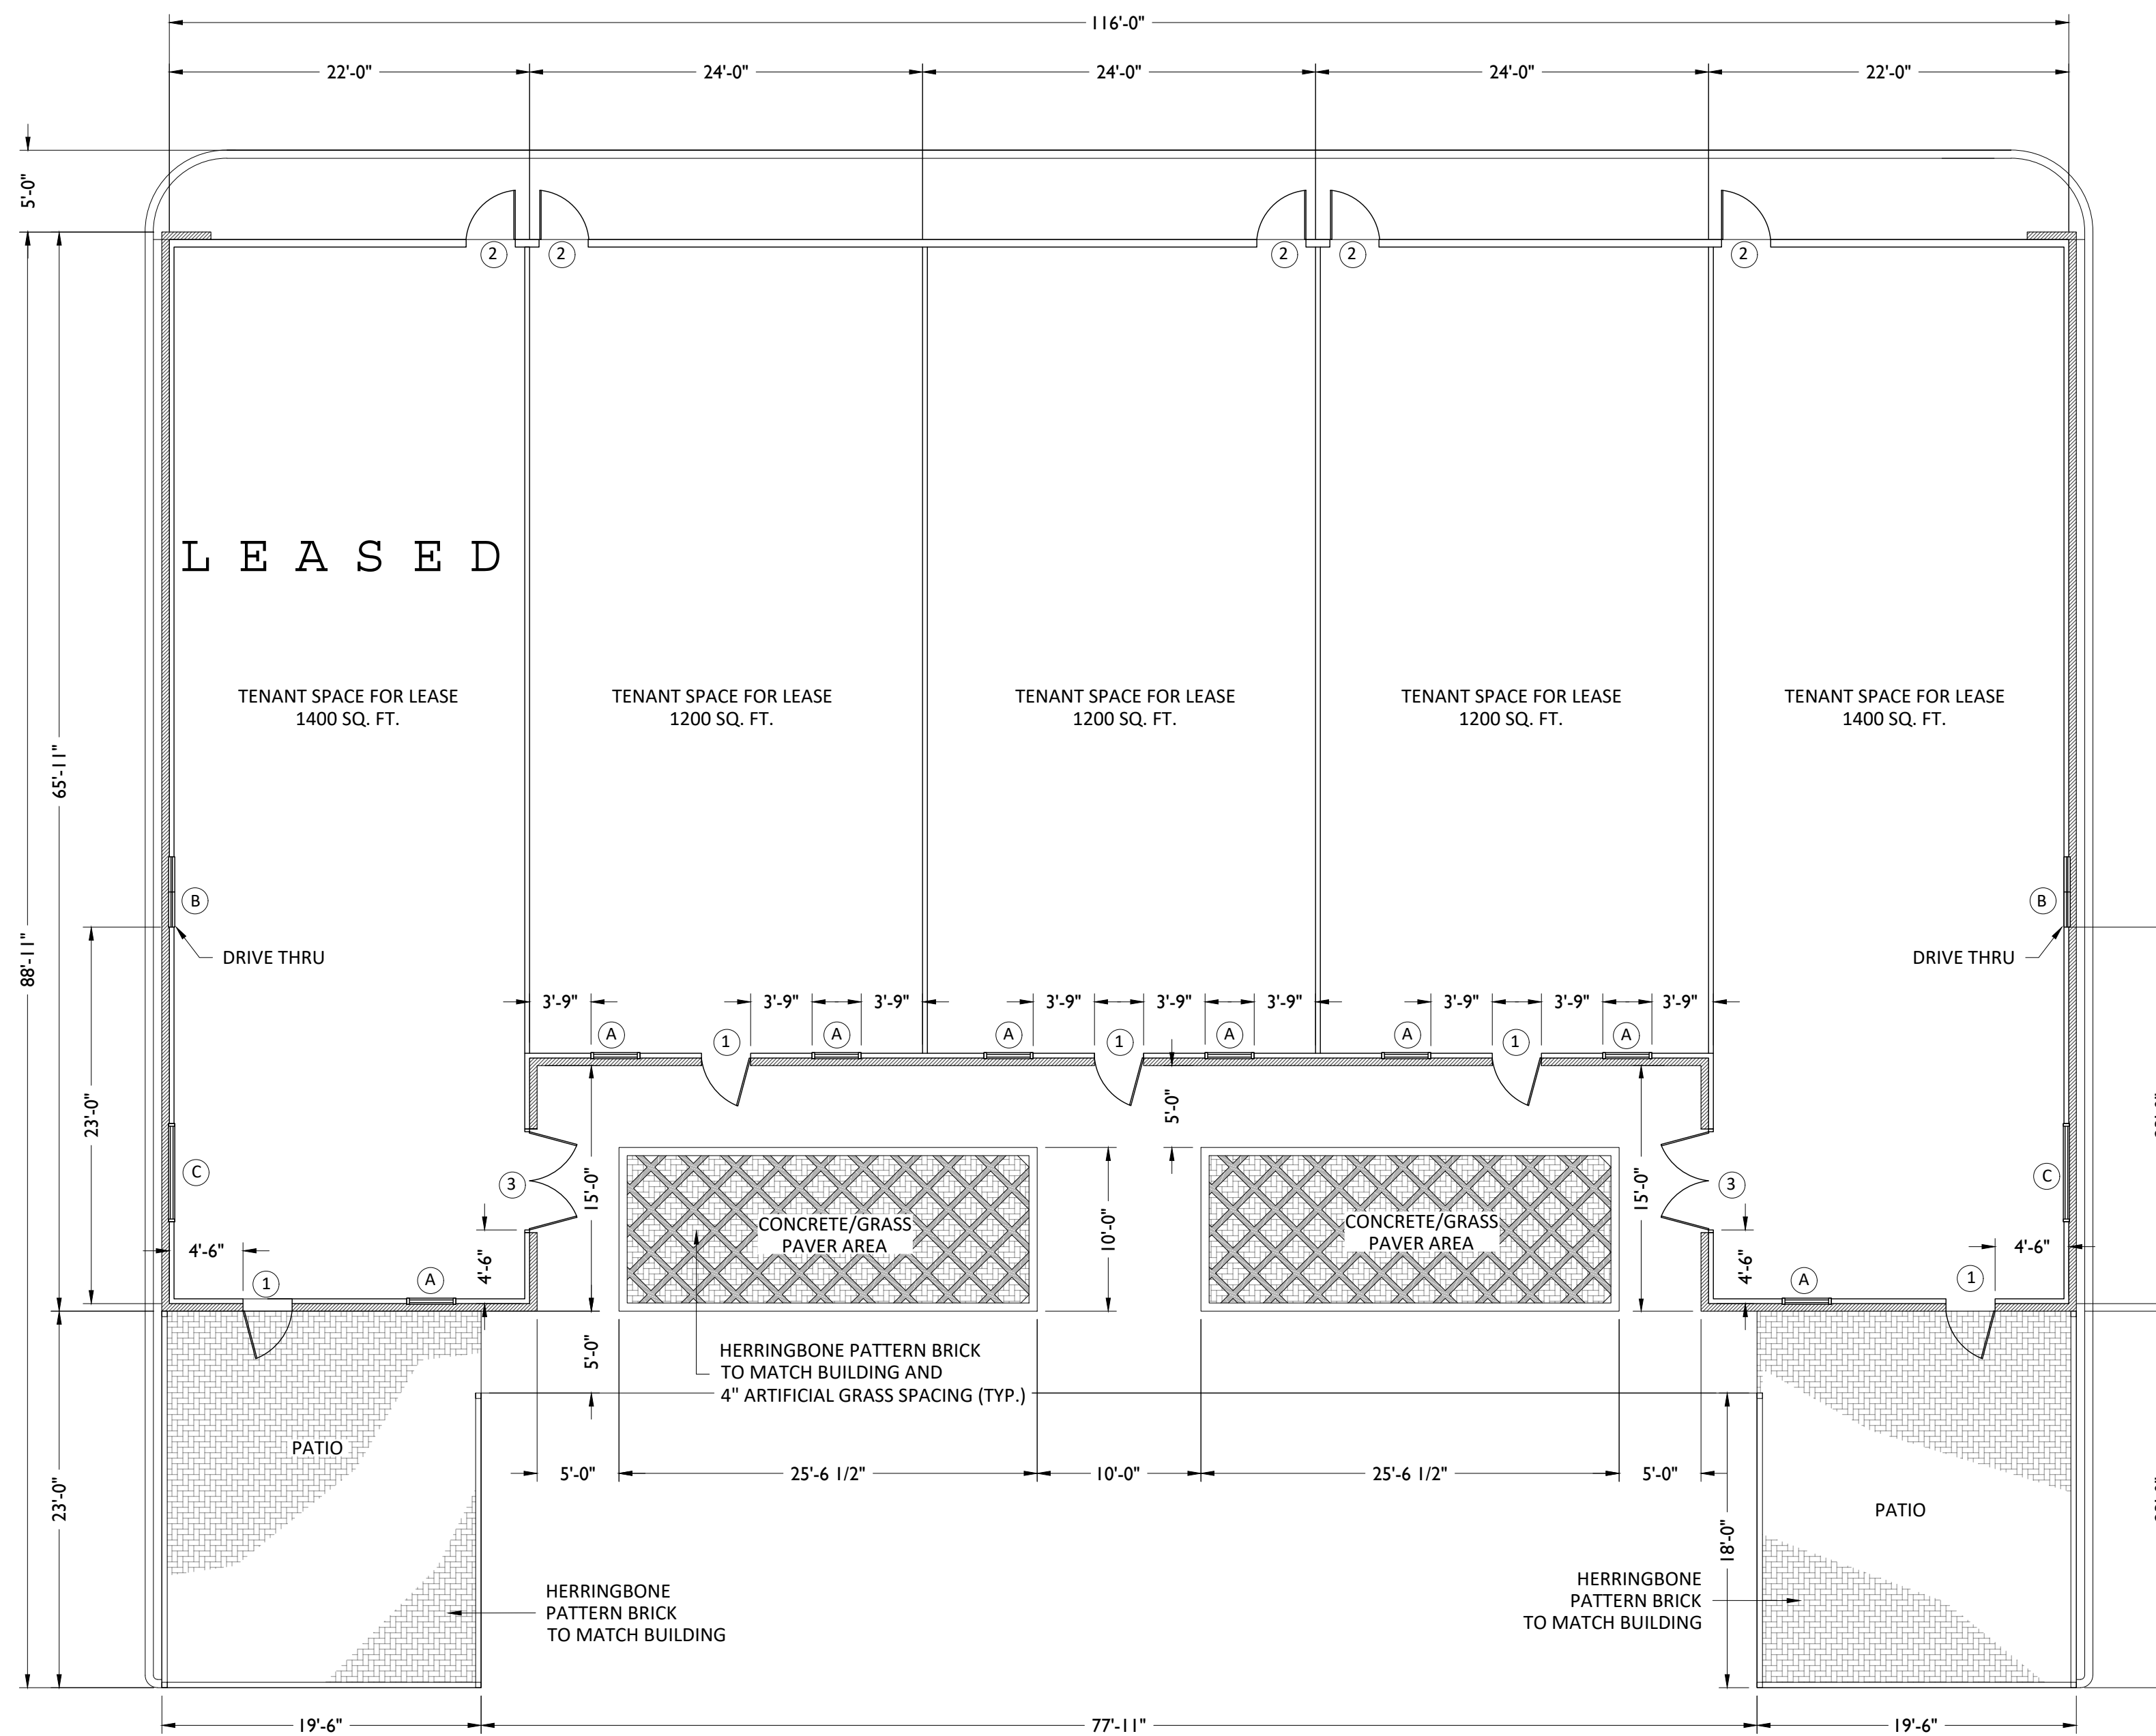 116'-0"
22'-0" 24'-0" 24'-0" 24'-0" 22'-0"
5'-0"
2 2 2 2 2
LEASED
TENANT SPACE FOR LEASE
1400 SQ. FT.
TENANT SPACE FOR LEASE
1200 SQ. FT.
TENANT SPACE FOR LEASE
1200 SQ. FT.
TENANT SPACE FOR LEASE
1200 SQ. FT.
TENANT SPACE FOR LEASE
1400 SQ. FT.
65'-11"
88'-11"
B
DRIVE THRU
B
DRIVE THRU
3'-9" 3'-9" 3'-9" 3'-9" 3'-9" 3'-9" 3'-9" 3'-9" 3'-9"
A 1 A A 1 A A 1 A
23'-0"
5'-0"
C
3
15'-0"
10'-0"
15'-0"
3
C
CONCRETE/GRASS
PAVER AREA
CONCRETE/GRASS
PAVER AREA
4'-6"
4'-6"
4'-6"
4'-6"
1 A A 1
HERRINGBONE PATTERN BRICK
TO MATCH BUILDING AND
4" ARTIFICIAL GRASS SPACING (TYP.)
5'-0"
PATIO
5'-0" 25'-6 1/2" 10'-0" 25'-6 1/2" 5'-0"
PATIO
23'-0"
18'-0"
HERRINGBONE
PATTERN BRICK
TO MATCH BUILDING
HERRINGBONE
PATTERN BRICK
TO MATCH BUILDING
19'-6" 77'-11" 19'-6"